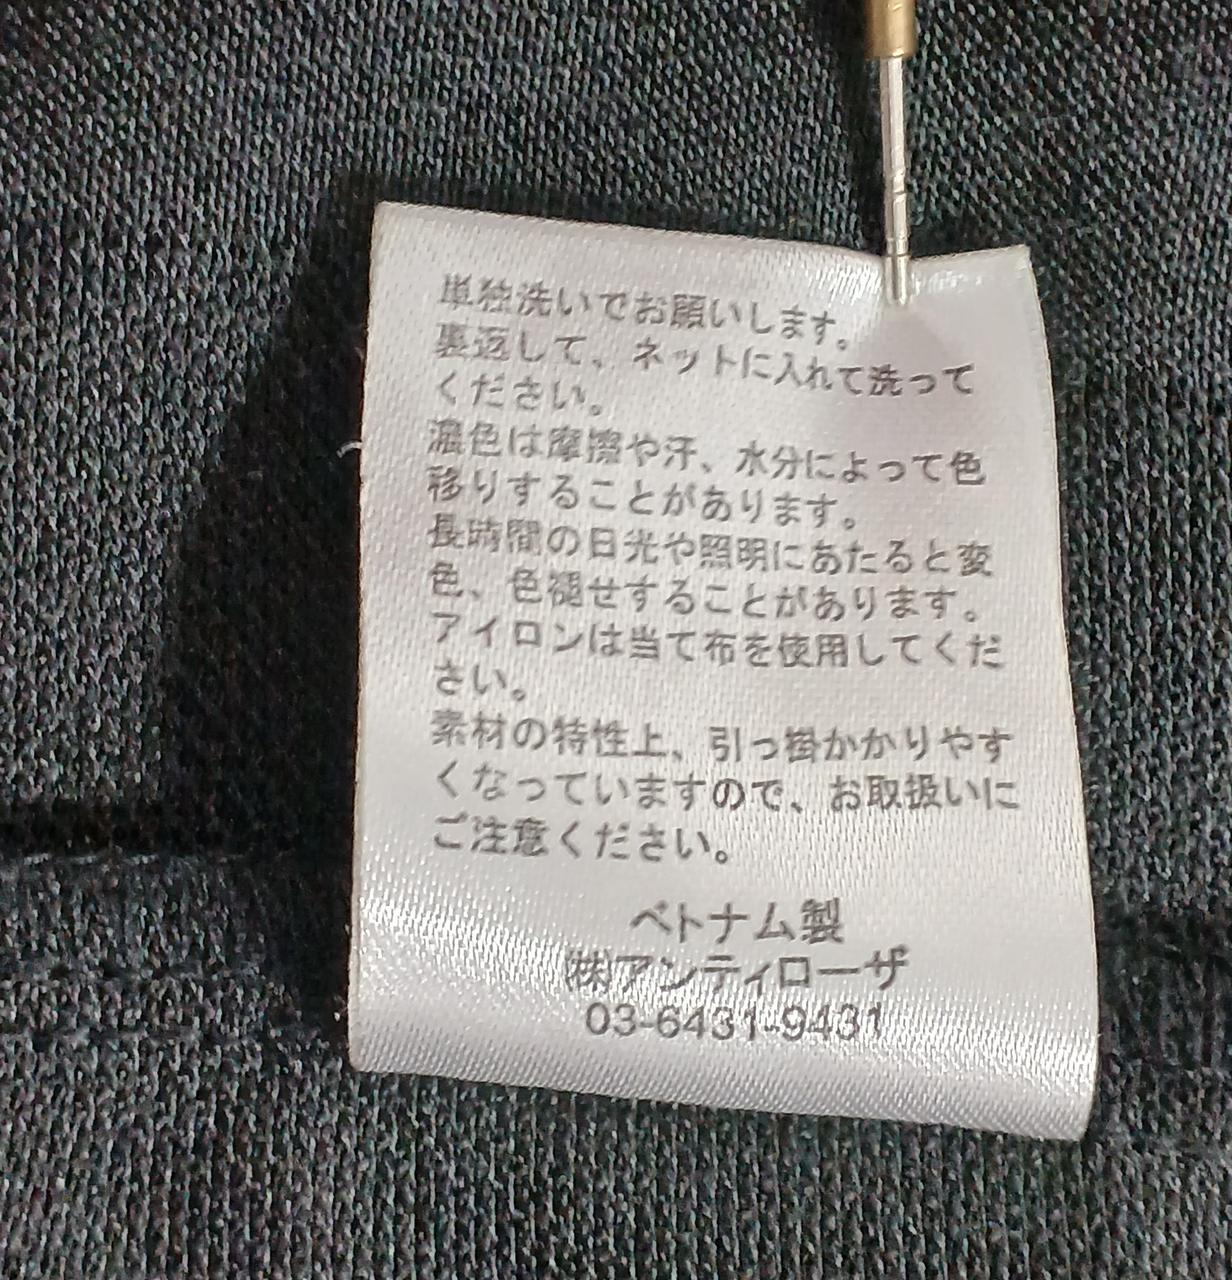 単独洗いでお願いします。
裏返して、ネットに入れて洗って
ください。
濃色は摩擦や汗、水分によって色
移りすることがあります。
長時間の日光や照明にあたると変
色、色褪せすることがあります。
アイロンは当て布を使用してくだ
さい。
素材の特性上、引っ掛かかりやす
くなっていますので、お取扱いに
ご注意ください。
ベトナム製
㈱アンティローザ
03-6431-9431